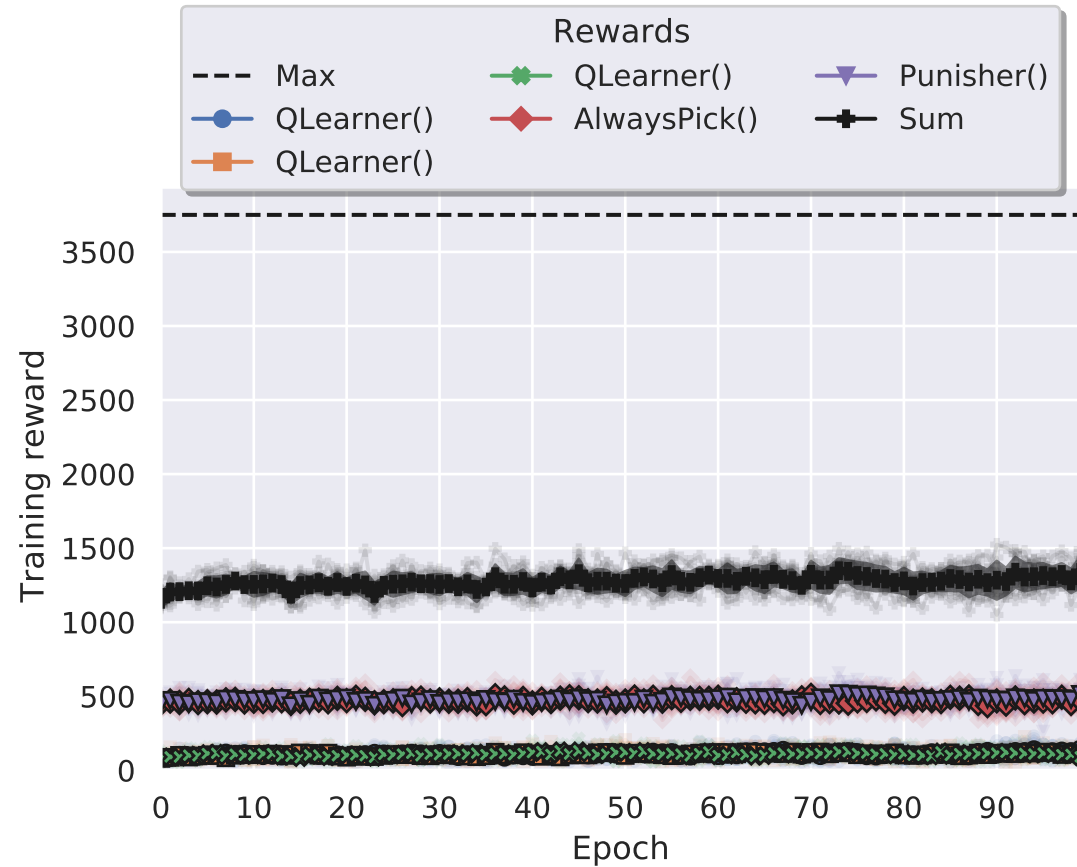 Rewards
Max
QLearner()
QLearner()
QLearner()
AlwaysPick()
Punisher()
Sum
Training reward
3500
3000
2500
2000
1500
1000
500
0
0 10 20 30 40 50 60 70 80 90
Epoch